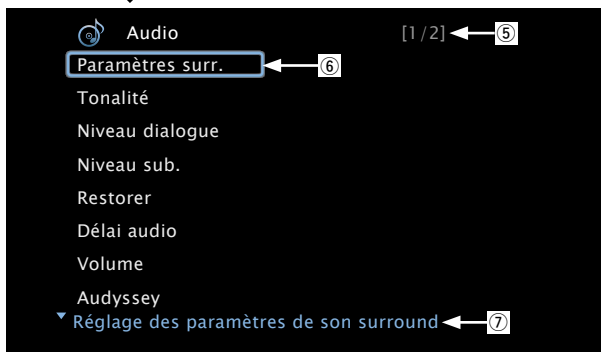 Audio [1/2] ⑤
Paramètres surr. ⑥
Tonalité
Niveau dialogue
Niveau sub.
Restorer
Délai audio
Volume
Audyssey
Réglage des paramètres de son surround ⑦